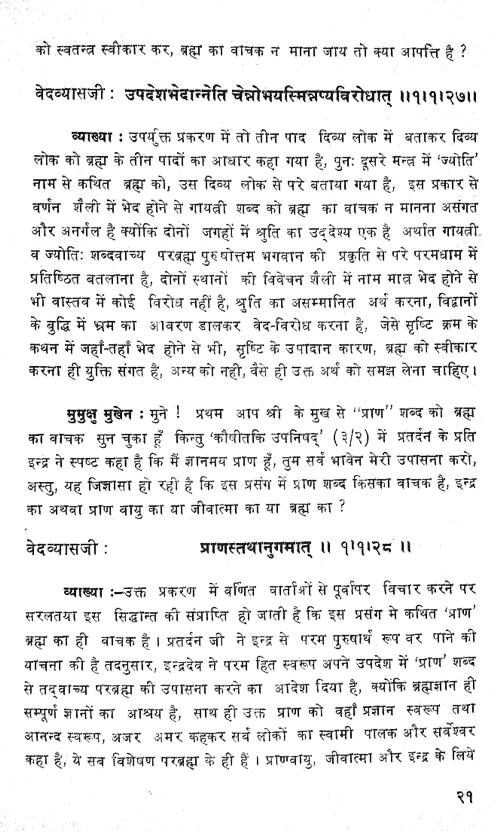 को स्वतन्त्र स्वीकार कर, ब्रह्म का वाचक न माना जाय तो क्या आपत्ति है ?
वेदव्यासजी : उपदेशभेदान्नेति चेन्नोभयस्मिन्नप्यविरोधात् ॥१।१।२७॥
व्याख्या : उपर्युक्त प्रकरण में तो तीन पाद दिव्य लोक में बताकर दिव्य
लोक को ब्रह्म के तीन पादों का आधार कहा गया है, पुनः दूसरे मन्त्र में 'ज्योति'
नाम से कथित ब्रह्म को, उस दिव्य लोक से परे बताया गया है, इस प्रकार से
वर्णन शैली में भेद होने से गायत्री शब्द को ब्रह्म का वाचक न मानना असंगत
और अनर्गल है क्योंकि दोनों जगहों में श्रुति का उद्देश्य एक है अर्थात गायत्री
व ज्योतिः शब्दवाच्य परब्रह्म पुरुषोत्तम भगवान की प्रकृति से परे परमधाम में
प्रतिष्ठित बतलाना है, दोनों स्थानों की विवेचन शैली में नाम मात्र भेद होने से
भी वास्तव में कोई विरोध नहीं है, श्रुति का असम्मानित अर्थ करना, विद्वानों
के बुद्धि में भ्रम का आवरण डालकर वेद-विरोध करना है, जेसे सृष्टि क्रम के
कथन में जहाँ-तहाँ भेद होने से भी, सृष्टि के उपादान कारण, ब्रह्म को स्वीकार
करना ही युक्ति संगत है, अन्य को नही, वैसे ही उक्त अर्थ को समझ लेना चाहिए।
मुमुक्षु मुखेन : मुने ! प्रथम आप श्री के मुख से "प्राण" शब्द को ब्रह्म
का वाचक सुन चुका हूँ किन्तु 'कौषीतकि उपनिषद्' (३/२) में प्रतर्दन के प्रति
इन्द्र ने स्पष्ट कहा है कि मैं ज्ञानमय प्राण हूँ, तुम सर्व भावेन मेरी उपासना करो,
अस्तु, यह जिज्ञासा हो रही है कि इस प्रसंग में प्राण शब्द किसका वाचक है, इन्द्र
का अथवा प्राण वायु का या जीवात्मा का या ब्रह्म का ?
वेदव्यासजी : प्राणस्तथानुगमात् ॥ १।१।२८ ॥
व्याख्या :–उक्त प्रकरण में वर्णित वार्ताओं से पूर्वापर विचार करने पर
सरलतया इस सिद्धान्त की संप्राप्ति हो जाती है कि इस प्रसंग मे कथित 'प्राण'
ब्रह्म का ही वाचक है । प्रतर्दन जी ने इन्द्र से परम पुरुषार्थ रूप वर पाने की
याचना की है तदनुसार, इन्द्रदेव ने परम हित स्वरूप अपने उपदेश में 'प्राण' शब्द
से तद्वाच्य परब्रह्म की उपासना करने का आदेश दिया है, क्योंकि ब्रह्मज्ञान ही
सम्पूर्ण ज्ञानों का आश्रय है, साथ ही उक्त प्राण को वहाँ प्रज्ञान स्वरूप तथा
आनन्द स्वरूप, अजर अमर कहकर सर्व लोकों का स्वामी पालक और सर्वेश्वर
कहा है, ये सब विशेषण परब्रह्म के ही हैं । प्राणवायु, जीवात्मा और इन्द्र के लिये
२१